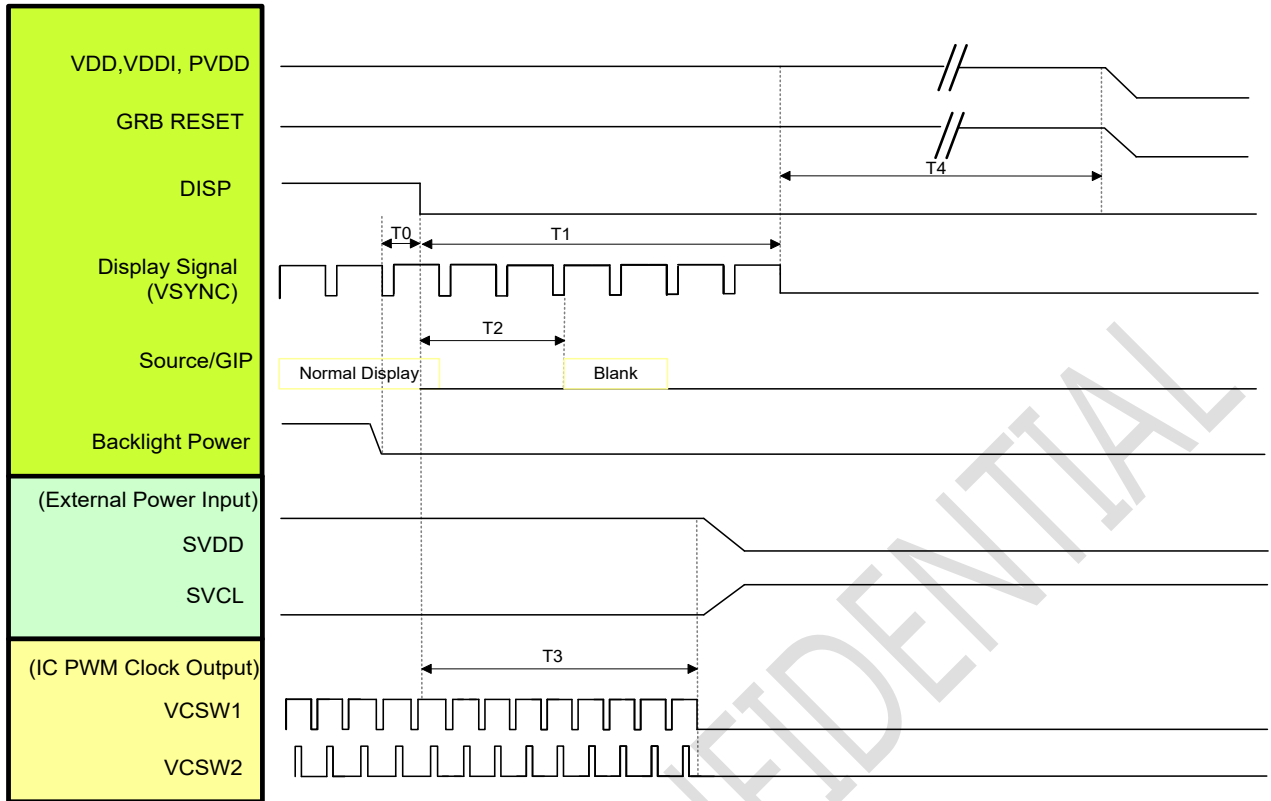 VDD,VDDI, PVDD
GRB RESET
T4
DISP
T0
T1
Display Signal
(VSYNC)
T2
Source/GIP
Normal Display
Blank
Backlight Power
(External Power Input)
SVDD
SVCL
T3
(IC PWM Clock Output)
VCSW1
VCSW2
NFIDENTIAL